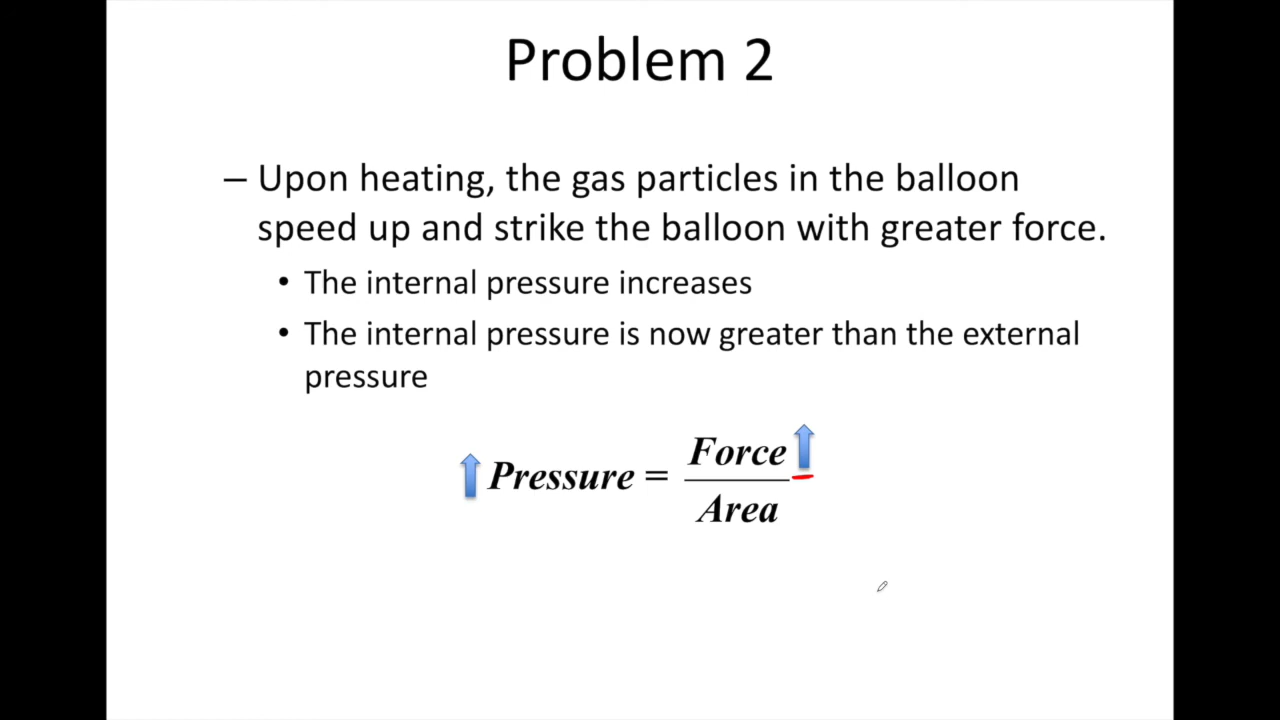 Problem 2
– Upon heating, the gas particles in the balloon
speed up and strike the balloon with greater force.
• The internal pressure increases
• The internal pressure is now greater than the external
pressure
Pressure = Force
Area